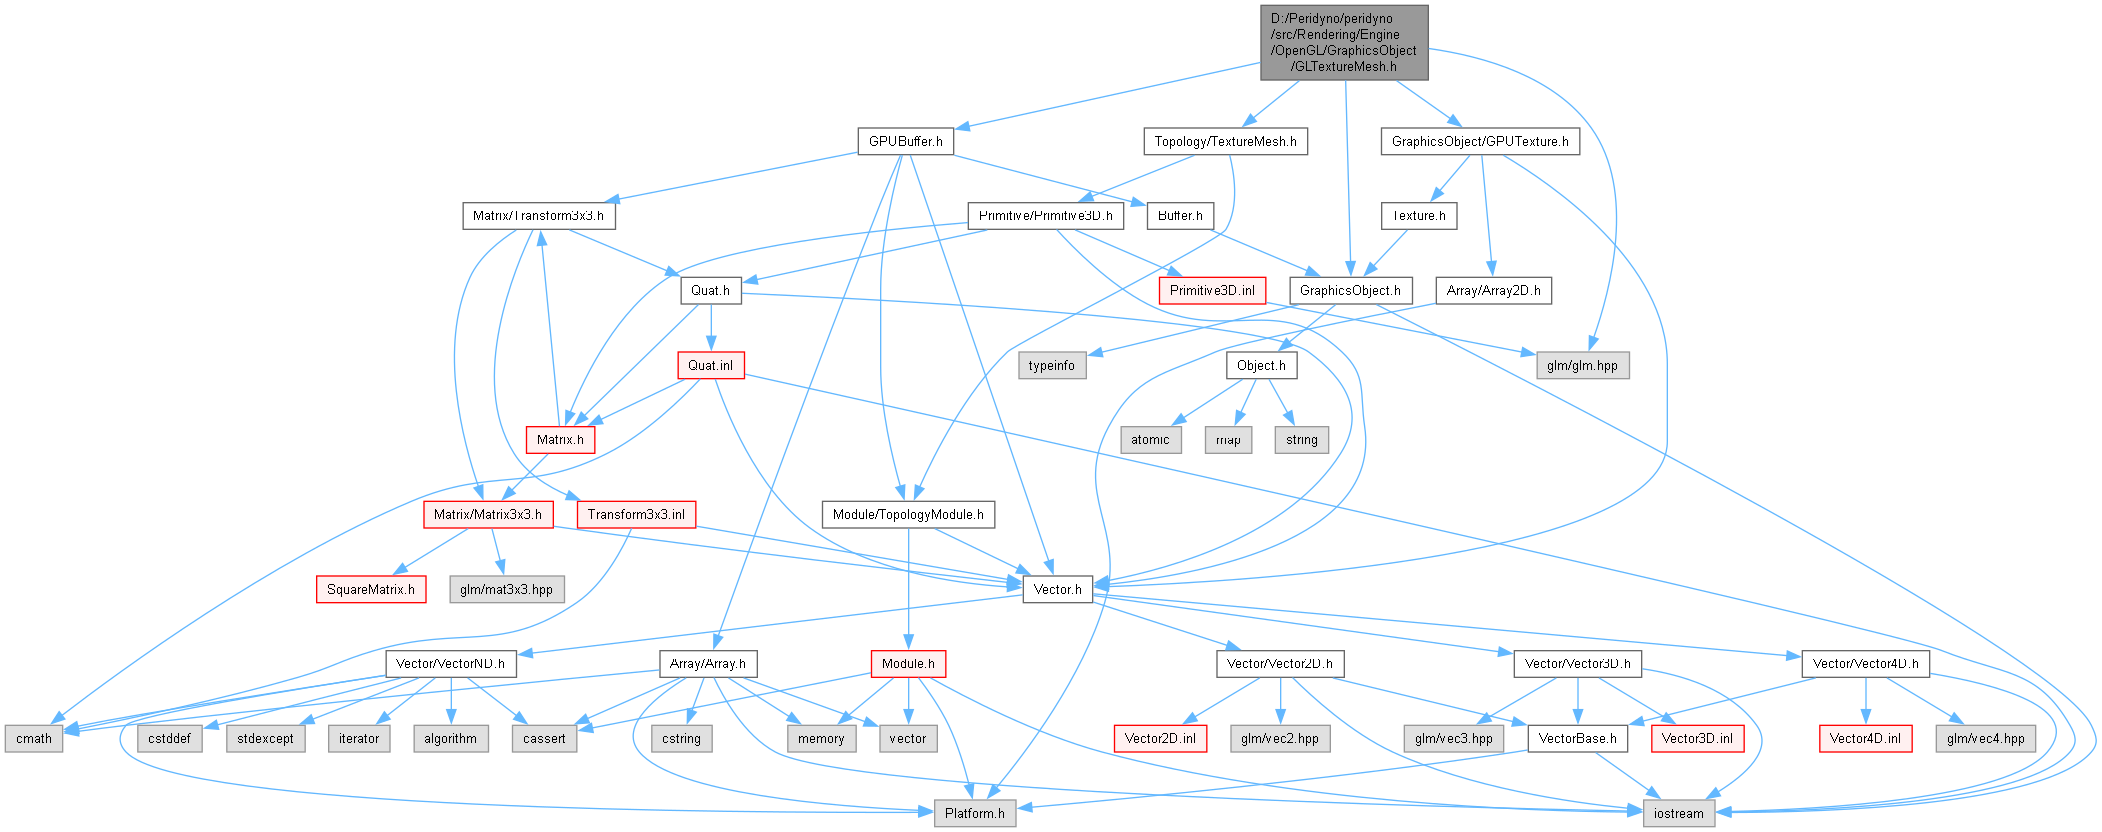 D:/Peridyno/peridyno
/src/Rendering/Engine
/OpenGL/GraphicsObject
/GLTextureMesh.h
GPUBuffer.h
Topology/TextureMesh.h
GraphicsObject/GPUTexture.h
Matrix/Transform3x3.h
Primitive/Primitive3D.h
Buffer.h
Texture.h
Quat.h
Primitive3D.inl
GraphicsObject.h
Array/Array2D.h
Quat.inl
typeinfo
Object.h
glm/glm.hpp
Matrix.h
atomic
map
string
Matrix/Matrix3x3.h
Transform3x3.inl
Module/TopologyModule.h
SquareMatrix.h
glm/mat3x3.hpp
Vector.h
Vector/VectorND.h
Array/Array.h
Module.h
Vector/Vector2D.h
Vector/Vector3D.h
Vector/Vector4D.h
cmath
cstddef
stdexcept
iterator
algorithm
cassert
cstring
memory
vector
Vector2D.inl
glm/vec2.hpp
glm/vec3.hpp
VectorBase.h
Vector3D.inl
Vector4D.inl
glm/vec4.hpp
Platform.h
iostream